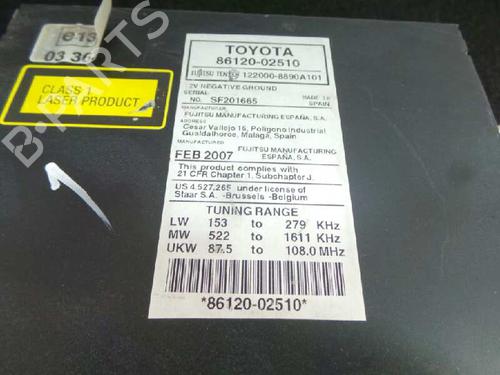 e13
03 36
CLASS 1
LASER PRODUCT
TOYOTA
86120-02510
FUJITSU TEN 122000-8890A101
2V NEGATIVE GROUND
SERIAL
NO. SF201665
MADE IN
SPAIN
MANUFACTURER
FUJITSU MANUFACTURING ESPAÑA, S.A.
ADDRESS
Cesar Vallejo 16, Poligono Industrial
Guadalhorce, Malaga, Spain
MANUFACTURED
FUJITSU MANUFACTURING
FEB 2007 ESPAÑA, S.A.
This product complies with
21 CFR Chapter 1, Subchapter J.
US 4.527.265 under license of
Staar S.A. -Brussels -Belgium
TUNING RANGE
LW 153 to 279 KHz
MW 522 to 1611 KHz
UKW 87.5 to 108.0 MHz
*86120-02510*
B-PARTS